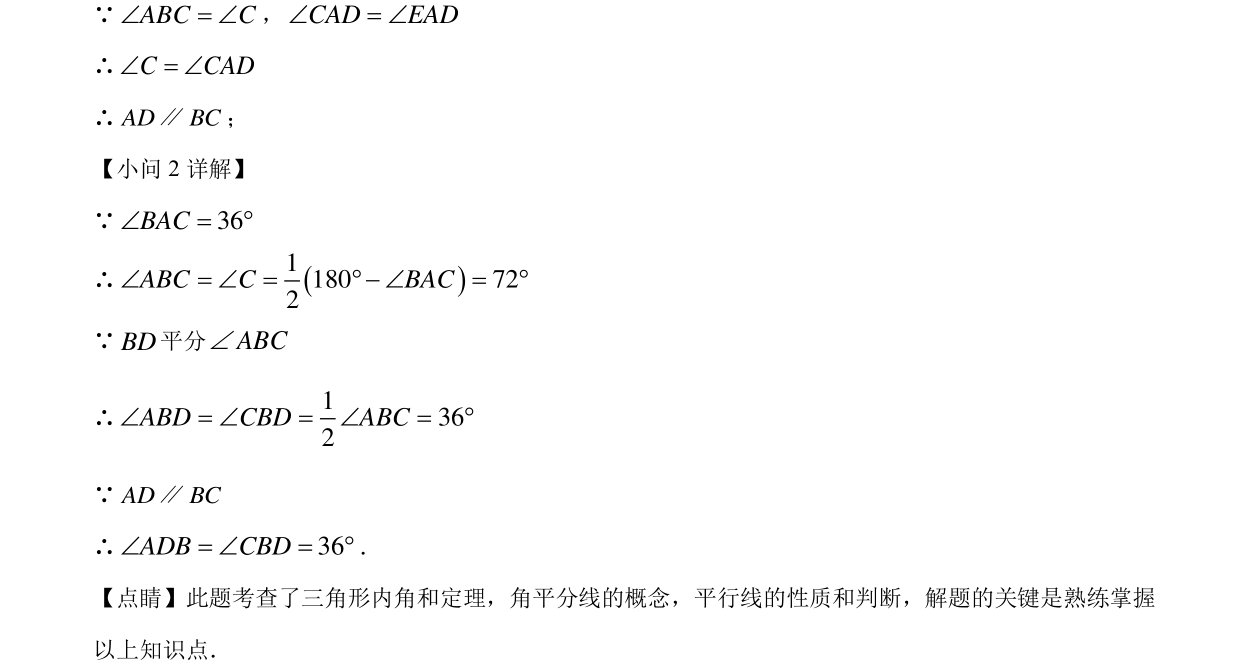 ∵∠ABC=∠C，∠CAD=∠EAD
∴∠C=∠CAD
∴AD∥BC；
【小问 2 详解】
∵∠BAC=36°
∴∠ABC=∠C=1/2(180°−∠BAC)=72°
∵BD平分∠ABC
∴∠ABD=∠CBD=1/2∠ABC=36°
∵AD∥BC
∴∠ADB=∠CBD=36°．
【点睛】此题考查了三角形内角和定理，角平分线的概念，平行线的性质和判断，解题的关键是熟练掌握
以上知识点．